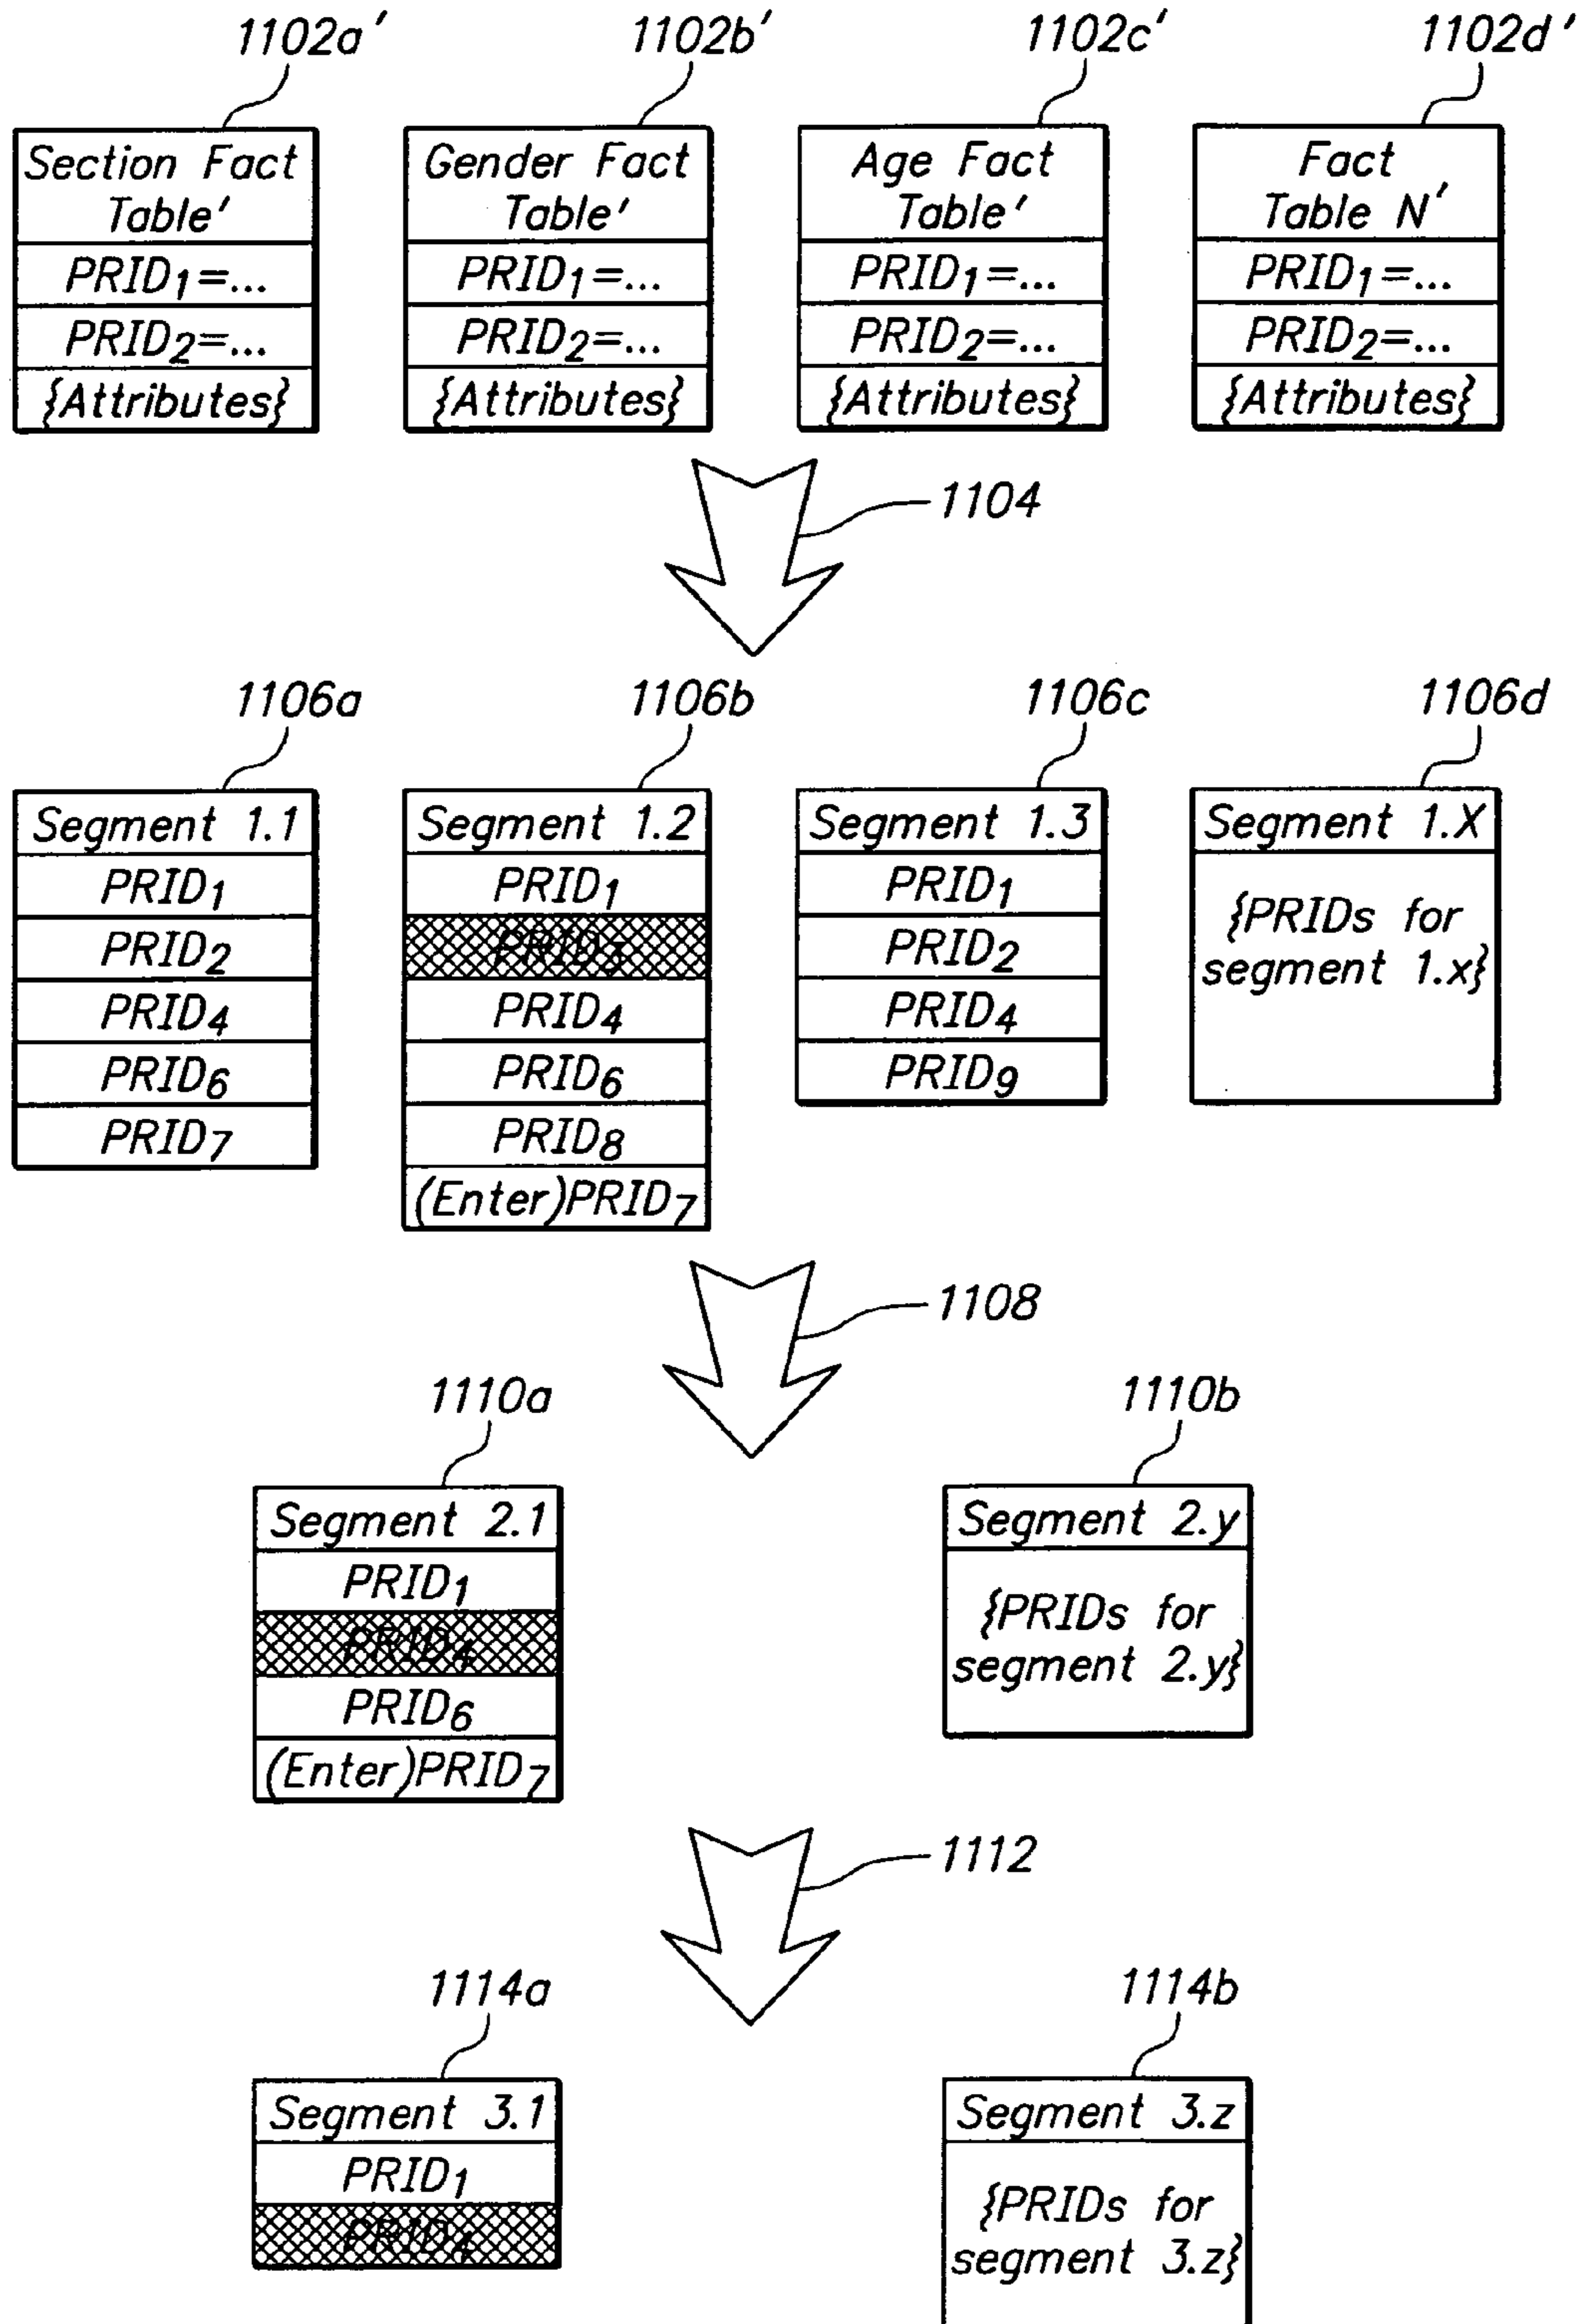 1102a' 1102b' 1102c' 1102d'
Section Fact Table'
PRID1=...
PRID2=...
{Attributes}
Gender Fact Table'
PRID1=...
PRID2=...
{Attributes}
Age Fact Table'
PRID1=...
PRID2=...
{Attributes}
Fact Table N'
PRID1=...
PRID2=...
{Attributes}
1104
1106a 1106b 1106c 1106d
Segment 1.1
PRID1
PRID2
PRID4
PRID6
PRID7
Segment 1.2
PRID1
PRID3
PRID4
PRID6
PRID8
(Enter)PRID7
Segment 1.3
PRID1
PRID2
PRID4
PRID9
Segment 1.X
{PRIDs for
segment 1.x}
1108
1110a 1110b
Segment 2.1
PRID1
PRID4
PRID6
(Enter)PRID7
Segment 2.y
{PRIDs for
segment 2.y}
1112
1114a 1114b
Segment 3.1
PRID1
PRID4
Segment 3.z
{PRIDs for
segment 3.z}